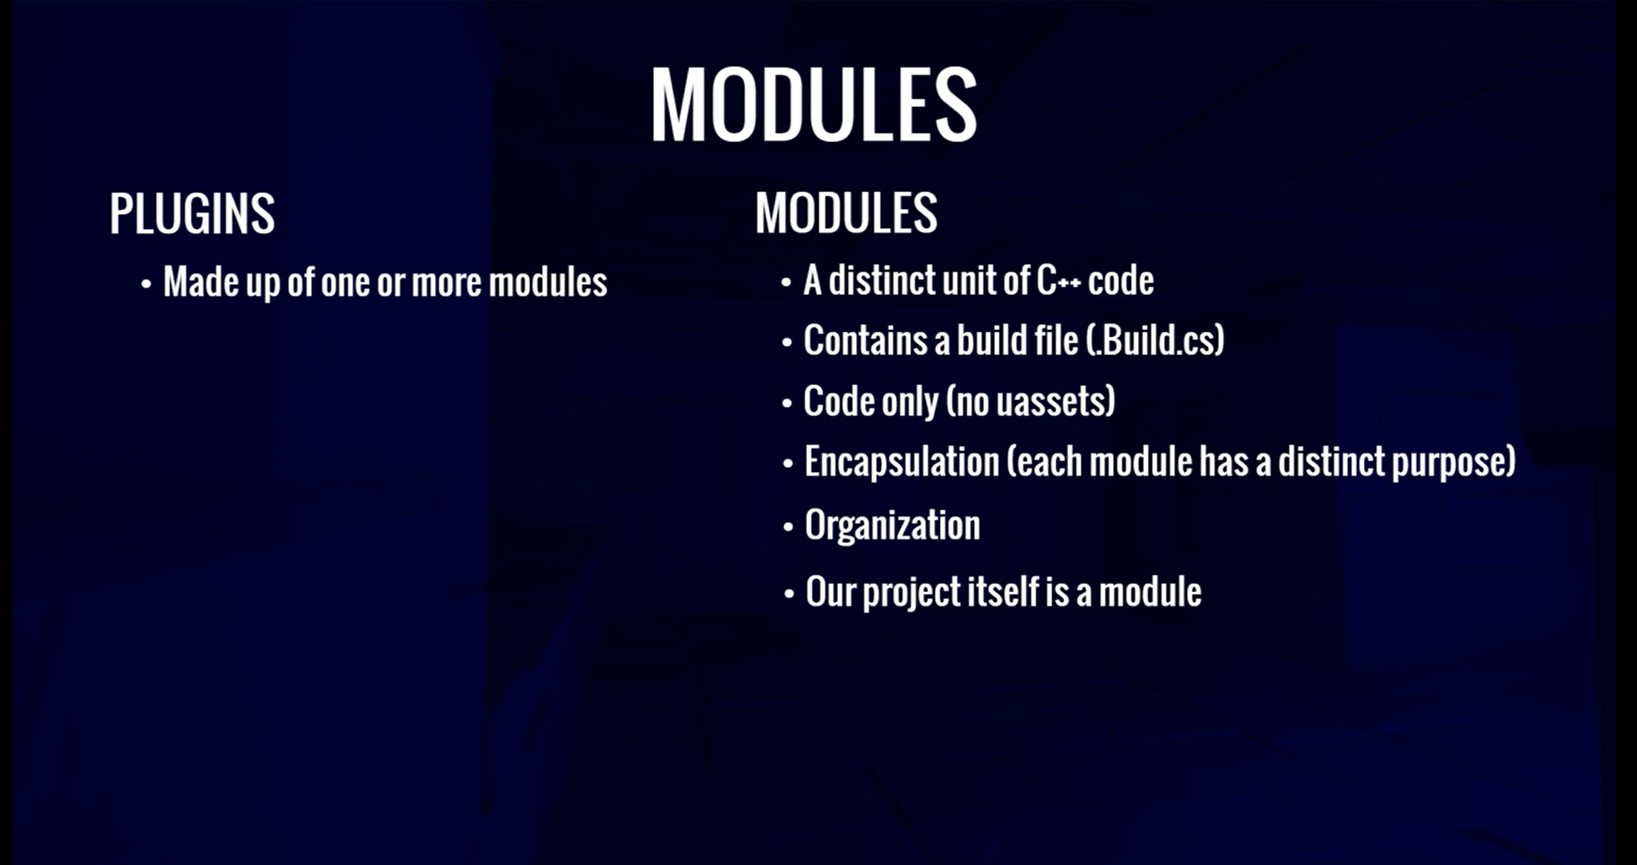 MODULES
PLUGINS
• Made up of one or more modules
MODULES
• A distinct unit of C++ code
• Contains a build file (.Build.cs)
• Code only (no uassets)
• Encapsulation (each module has a distinct purpose)
• Organization
• Our project itself is a module